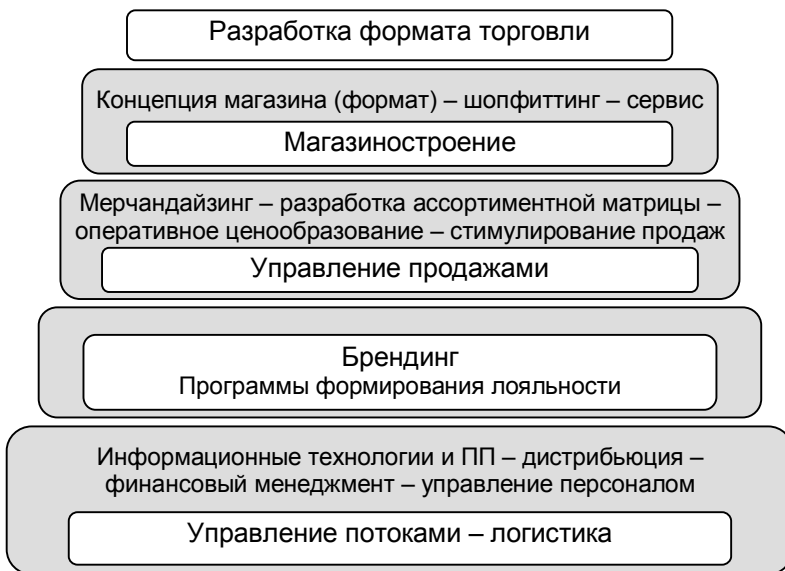 Разработка формата торговли
Концепция магазина (формат) – шопфиттинг – сервис
Магазиностроение
Мерчандайзинг – разработка ассортиментной матрицы –
оперативное ценообразование – стимулирование продаж
Управление продажами
Брендинг
Программы формирования лояльности
Информационные технологии и ПП – дистрибьюция –
финансовый менеджмент – управление персоналом
Управление потоками – логистика